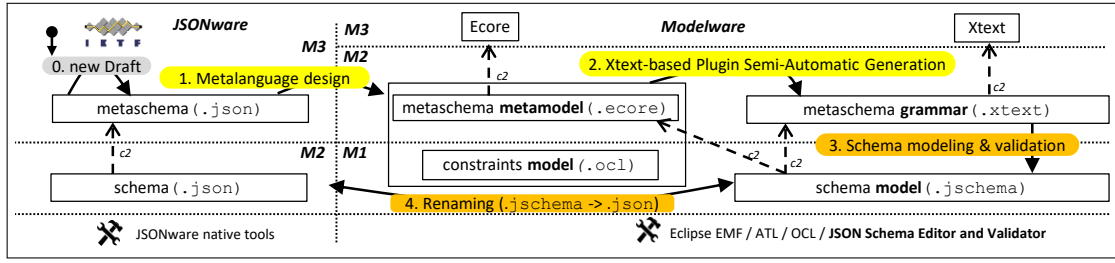 JSONware
M3
Ecore
Modelware
Xtext
IETF
M3
M2
0. new Draft
1. Metalanguage design
c2
2. Xtext-based Plugin Semi-Automatic Generation
c2
metaschema (.json)
metaschema metamodel (.ecore)
metaschema grammar (.xtext)
c2
M2
M1
constraints model (.ocl)
c2
c2
3. Schema modeling & validation
schema (.json)
schema model (.jschema)
4. Renaming (.jschema -> .json)
JSONware native tools
Eclipse EMF / ATL / OCL / JSON Schema Editor and Validator